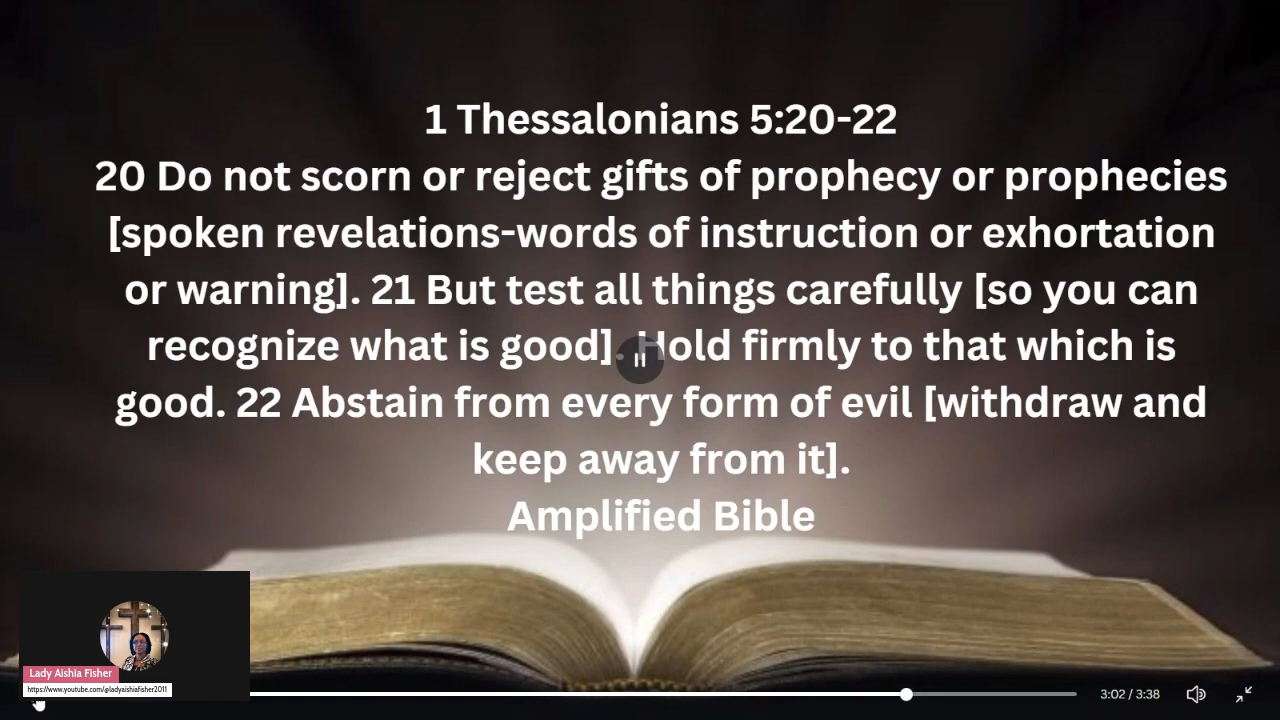 1 Thessalonians 5:20-22
20 Do not scorn or reject gifts of prophecy or prophecies
[spoken revelations-words of instruction or exhortation
or warning]. 21 But test all things carefully [so you can
recognize what is good]. Hold firmly to that which is
good. 22 Abstain from every form of evil [withdraw and
keep away from it].
Amplified Bible
Lady Aishia Fisher
https://www.youtube.com/@ladyaishiafisher2011
3:02 / 3:38